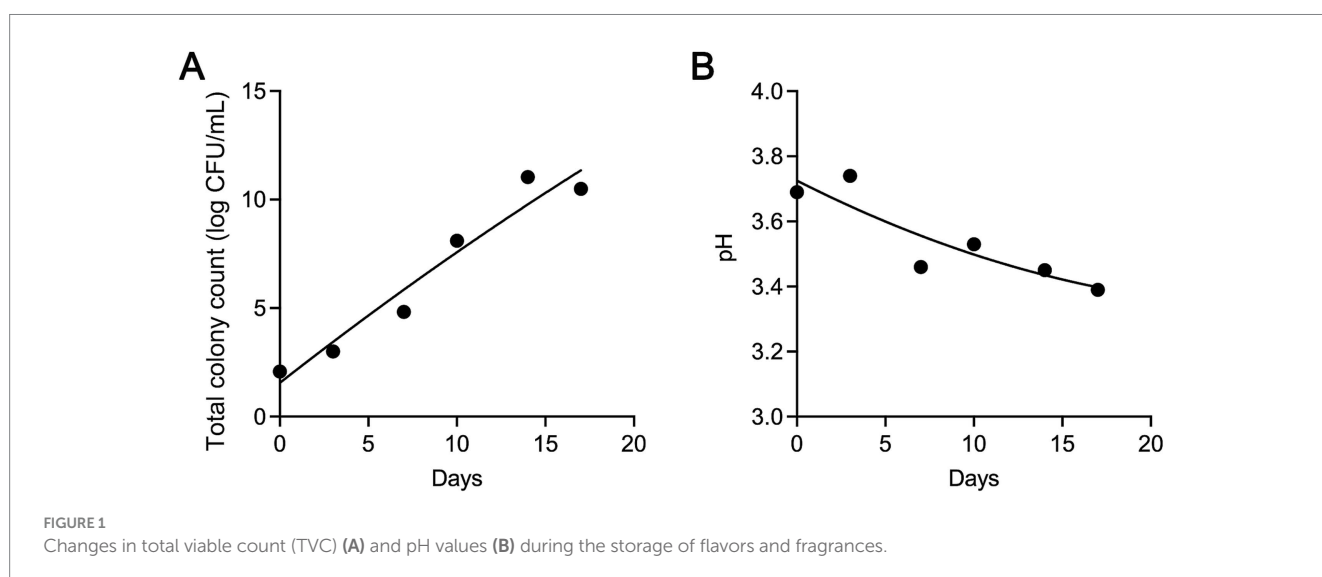 A
Total colony count (log CFU/mL)
15
10
5
0
0 5 10 15 20
Days
B
pH
4.0
3.8
3.6
3.4
3.2
3.0
0 5 10 15 20
Days
FIGURE 1
Changes in total viable count (TVC) (A) and pH values (B) during the storage of flavors and fragrances.